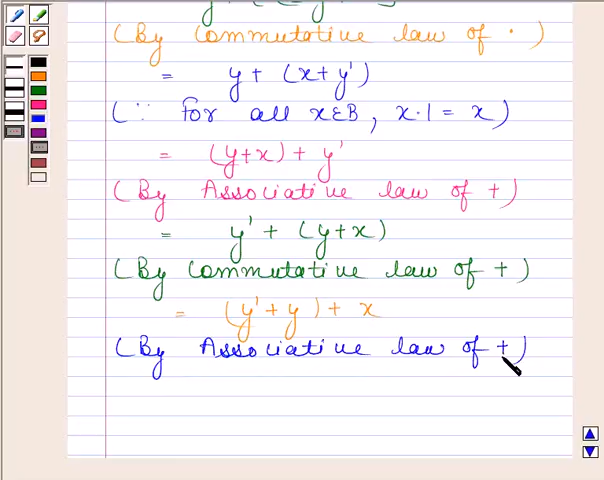 (By Commutative law of ·)
= y + (x+y')
(∵ For all x∈B, x·1 = x)
= (y+x) + y'
(By Associative law of +)
= y' + (y+x)
(By Commutative law of +)
= (y'+y) + x
(By Associative law of +)